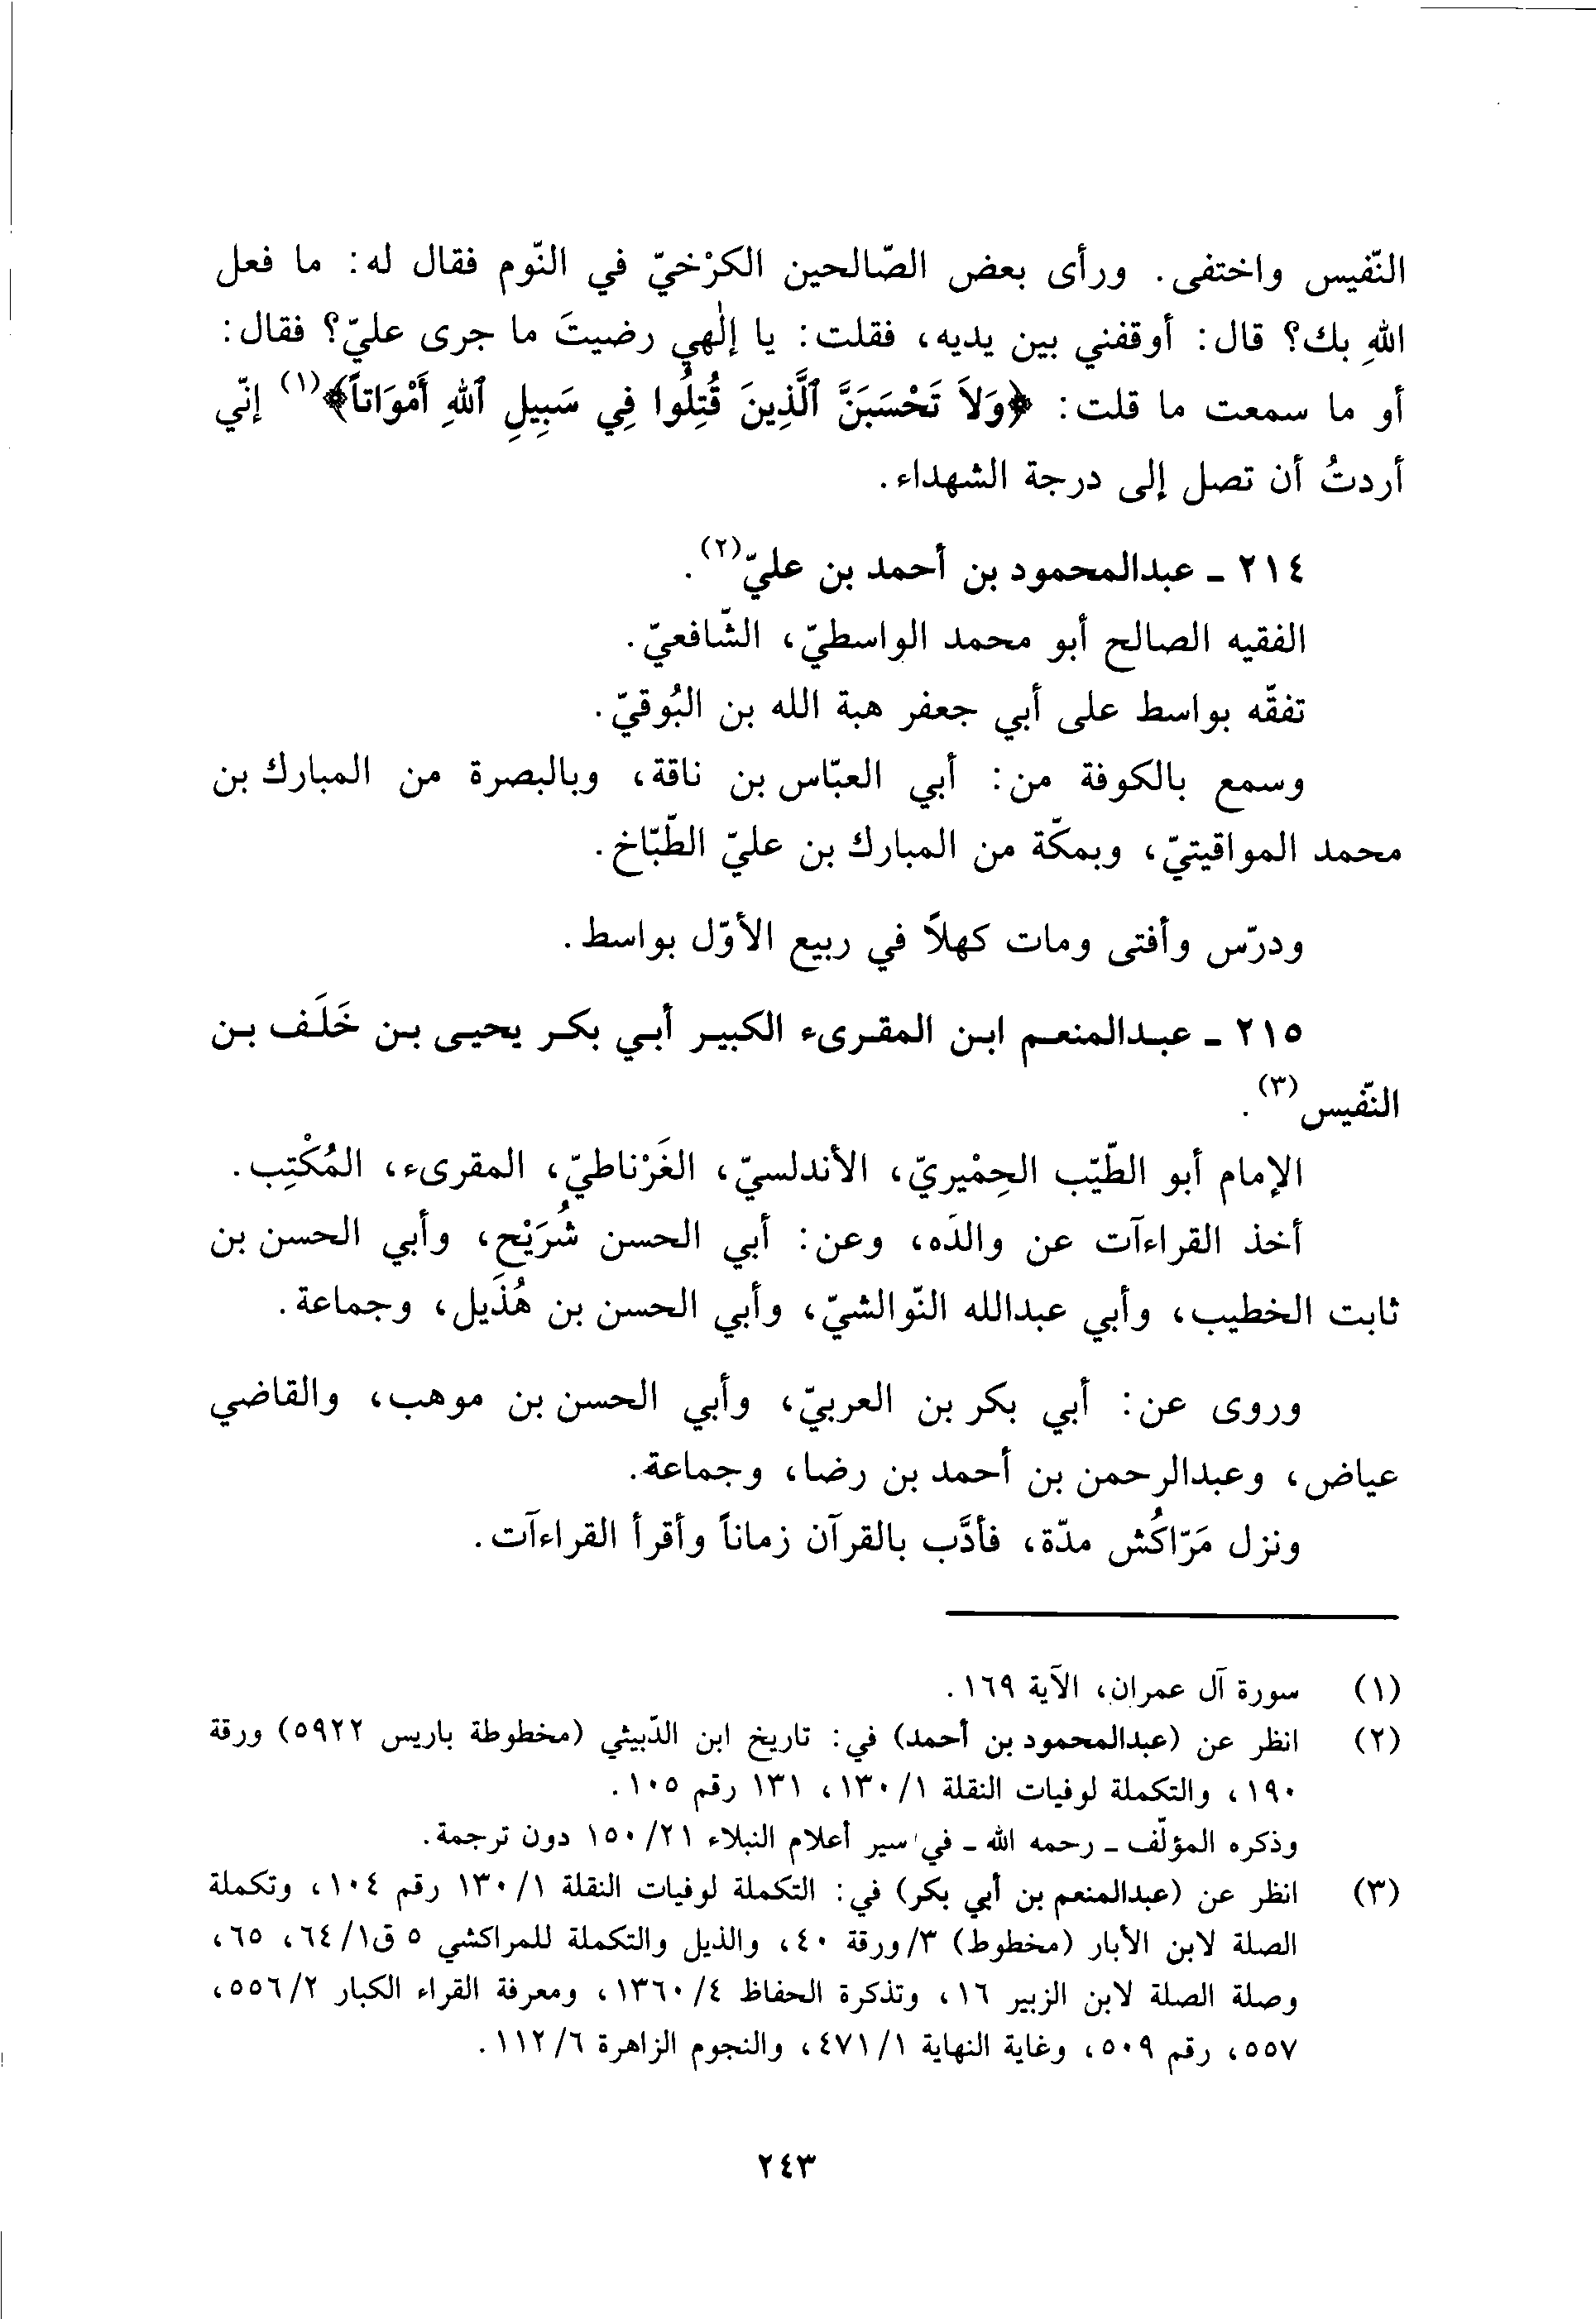 النّفيس واختفى. ورأى بعض الصّالحين الكرْخيّ في النّوم فقال له: ما فعل
اللهِ بك؟ قال: أوقفني بين يديه، فقلت: يا إلٰهي رضيتَ ما جرى عليّ؟ فقال:
أو ما سمعت ما قلت: ﴿وَلاَ تَحْسَبَنَّ ٱلَّذِينَ قُتِلُوا فِي سَبِيلِ ٱللهِ أَمْوَاتاً﴾(١) إنّي
أردتُ أن تصل إلى درجة الشهداء.
٢١٤ ـ عبدالمحمود بن أحمد بن عليّ(٢).
الفقيه الصالح أبو محمد الواسطيّ، الشّافعيّ.
تفقّه بواسط على أبي جعفر هبة الله بن البُوقيّ.
وسمع بالكوفة من: أبي العبّاس بن ناقة، وبالبصرة من المبارك بن
محمد المواقيتيّ، وبمكّة من المبارك بن عليّ الطّبّاخ.
ودرّس وأفتى ومات كهلاً في ربيع الأوّل بواسط.
٢١٥ ـ عبدالمنعم ابن المقرىء الكبير أبي بكر يحيى بن خَلَف بن
النّفيس(٣).
الإمام أبو الطّيّب الحِمْيريّ، الأندلسيّ، الغَرْناطيّ، المقرىء، المُكْتِب.
أخذ القراءآت عن والدَه، وعن: أبي الحسن شُرَيْح، وأبي الحسن بن
ثابت الخطيب، وأبي عبدالله النّوالشيّ، وأبي الحسن بن هُذَيل، وجماعة.
وروى عن: أبي بكر بن العربيّ، وأبي الحسن بن موهب، والقاضي
عياض، وعبدالرحمن بن أحمد بن رضا، وجماعة.
ونزل مَرّاكُش مدّة، فأدَّب بالقرآن زماناً وأقرأ القراءآت.
(١) سورة آل عمران، الآية ١٦٩.
(٢) انظر عن (عبدالمحمود بن أحمد) في: تاريخ ابن الدّبيثي (مخطوطة باريس ٥٩٢٢) ورقة
١٩٠، والتكملة لوفيات النقلة ١/ ١٣٠، ١٣١ رقم ١٠٥.
وذكره المؤلّف ـ رحمه الله ـ في سير أعلام النبلاء ٢١/ ١٥٠ دون ترجمة.
(٣) انظر عن (عبدالمنعم بن أبي بكر) في: التكملة لوفيات النقلة ١/ ١٣٠ رقم ١٠٤، وتكملة
الصلة لابن الأبار (مخطوط) ٣/ورقة ٤٠، والذيل والتكملة للمراكشي ٥ ق١/ ٦٤، ٦٥،
وصلة الصلة لابن الزبير ١٦، وتذكرة الحفاظ ٤/ ١٣٦٠، ومعرفة القراء الكبار ٢/ ٥٥٦،
٥٥٧، رقم ٥٠٩، وغاية النهاية ١/ ٤٧١، والنجوم الزاهرة ٦/ ١١٢.
٢٤٣